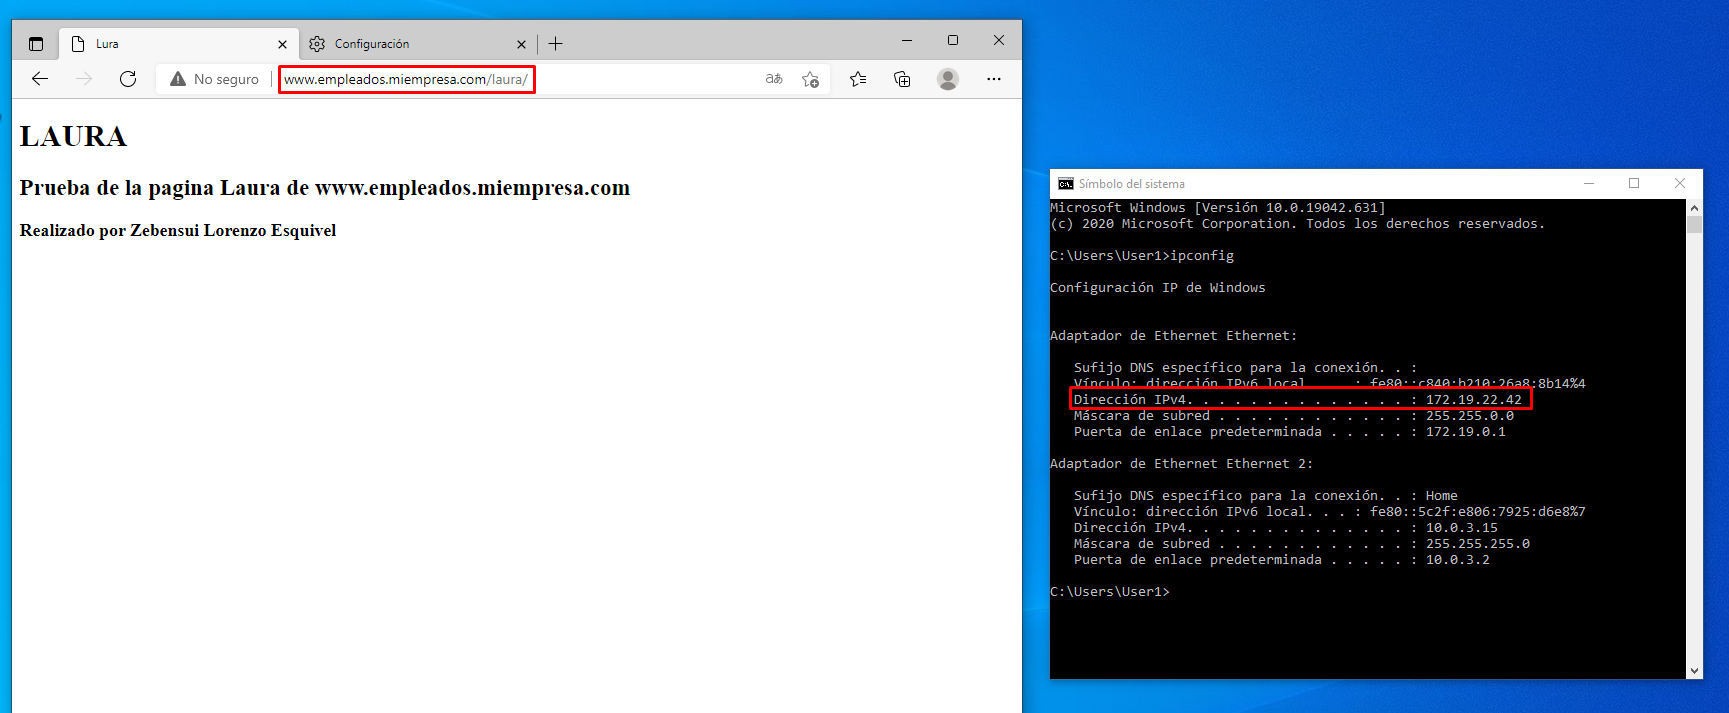 Lura
Configuración
No seguro
www.empleados.miempresa.com/laura/
aあ
LAURA
Prueba de la pagina Laura de www.empleados.miempresa.com
Realizado por Zebensui Lorenzo Esquivel
C:\.
Símbolo del sistema
Microsoft Windows [Versión 10.0.19042.631]
(c) 2020 Microsoft Corporation. Todos los derechos reservados.
C:\Users\User1>ipconfig
Configuración IP de Windows
Adaptador de Ethernet Ethernet:
Sufijo DNS específico para la conexión. . :
Vínculo: dirección IPv6 local. . . : fe80::c840:b210:26a8:8b14%4
Dirección IPv4. . . . . . . . . . . . . . : 172.19.22.42
Máscara de subred . . . . . . . . . . . . : 255.255.0.0
Puerta de enlace predeterminada . . . . . : 172.19.0.1
Adaptador de Ethernet Ethernet 2:
Sufijo DNS específico para la conexión. . : Home
Vínculo: dirección IPv6 local. . . : fe80::5c2f:e806:7925:d6e8%7
Dirección IPv4. . . . . . . . . . . . . . : 10.0.3.15
Máscara de subred . . . . . . . . . . . . : 255.255.255.0
Puerta de enlace predeterminada . . . . . : 10.0.3.2
C:\Users\User1>